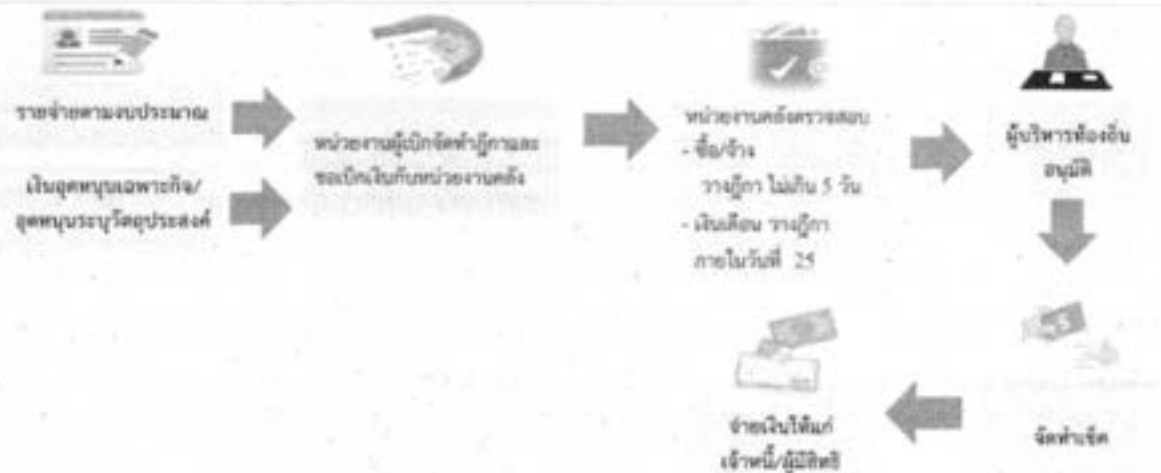 รายจ่ายตามงบประมาณ
เงินอุดหนุนเฉพาะกิจ/
อุดหนุนระบุวัตถุประสงค์
หน่วยงานผู้เบิกจัดทำฎีกาและ
ขอเบิกเงินกับหน่วยงานคลัง
หน่วยงานคลังตรวจสอบ
- ซื้อ/จ้าง
วางฎีกา ไม่เกิน 5 วัน
- เงินเดือน วางฎีกา
ภายในวันที่ 25
ผู้บริหารท้องถิ่น
อนุมัติ
จัดทำเช็ค
จ่ายเงินให้แก่
เจ้าหนี้/ผู้มีสิทธิ